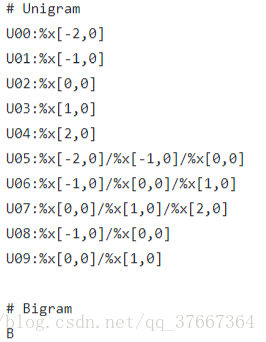 # Unigram
U00:%x[-2,0]
U01:%x[-1,0]
U02:%x[0,0]
U03:%x[1,0]
U04:%x[2,0]
U05:%x[-2,0]/%x[-1,0]/%x[0,0]
U06:%x[-1,0]/%x[0,0]/%x[1,0]
U07:%x[0,0]/%x[1,0]/%x[2,0]
U08:%x[-1,0]/%x[0,0]
U09:%x[0,0]/%x[1,0]
# Bigram
/blog.csdn.net/qq_37667364
B